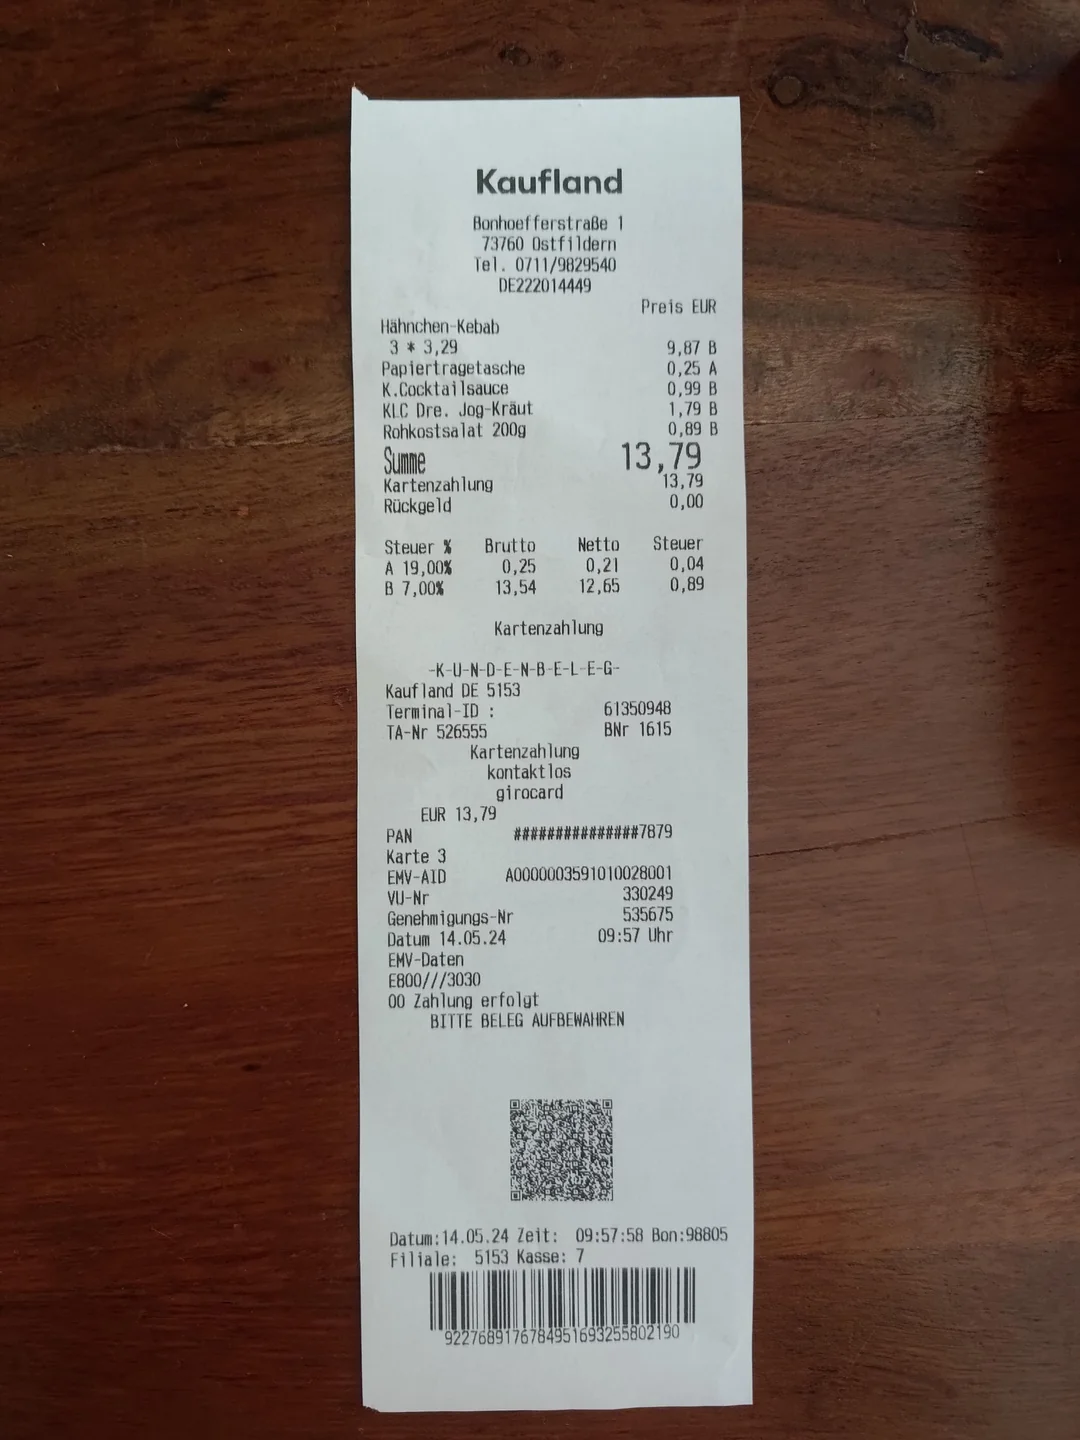 Kaufland
Bonhoefferstraße 1
73760 Ostfildern
Tel. 0711/9829540
DE222014449
Preis EUR
Hähnchen-Kebab
3 * 3,29 9,87 B
Papiertragetasche 0,25 A
K.Cocktailsauce 0,99 B
KLC Dre. Jog-Kräut 1,79 B
Rohkostsalat 200g 0,89 B
Summe 13,79
Kartenzahlung 13,79
Rückgeld 0,00
Steuer % Brutto Netto Steuer
A 19,00% 0,25 0,21 0,04
B 7,00% 13,54 12,65 0,89
Kartenzahlung
-K-U-N-D-E-N-B-E-L-E-G-
Kaufland DE 5153
Terminal-ID : 61350948
TA-Nr 526555 BNr 1615
Kartenzahlung
kontaktlos
girocard
EUR 13,79
PAN ###############7879
Karte 3
EMV-AID A0000003591010028001
VU-Nr 330249
Genehmigungs-Nr 535675
Datum 14.05.24 09:57 Uhr
EMV-Daten
E800///3030
00 Zahlung erfolgt
BITTE BELEG AUFBEWAHREN
Datum:14.05.24 Zeit: 09:57:58 Bon:98805
Filiale: 5153 Kasse: 7
9227689176784951693255802190